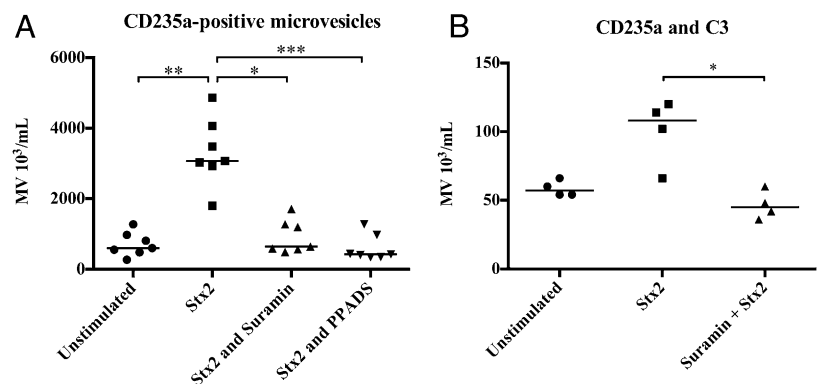 A
CD235a-positive microvesicles
***
**
*
6000
4000
2000
0
MV 10³/mL
Unstimulated
Stx2
Stx2 and Suramin
Stx2 and PPADS
B
CD235a and C3
*
150
100
50
0
MV 10³/mL
Unstimulated
Stx2
Suramin + Stx2